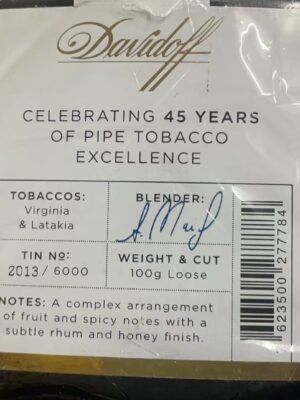 Davidoff
CELEBRATING 45 YEARS
OF PIPE TOBACCO
EXCELLENCE
TOBACCOS:
Virginia
& Latakia
BLENDER:
TIN Nº:
2013 / 6000
WEIGHT & CUT
100g Loose
NOTES: A complex arrangement
of fruit and spicy notes with a
subtle rhum and honey finish.
623500 277784